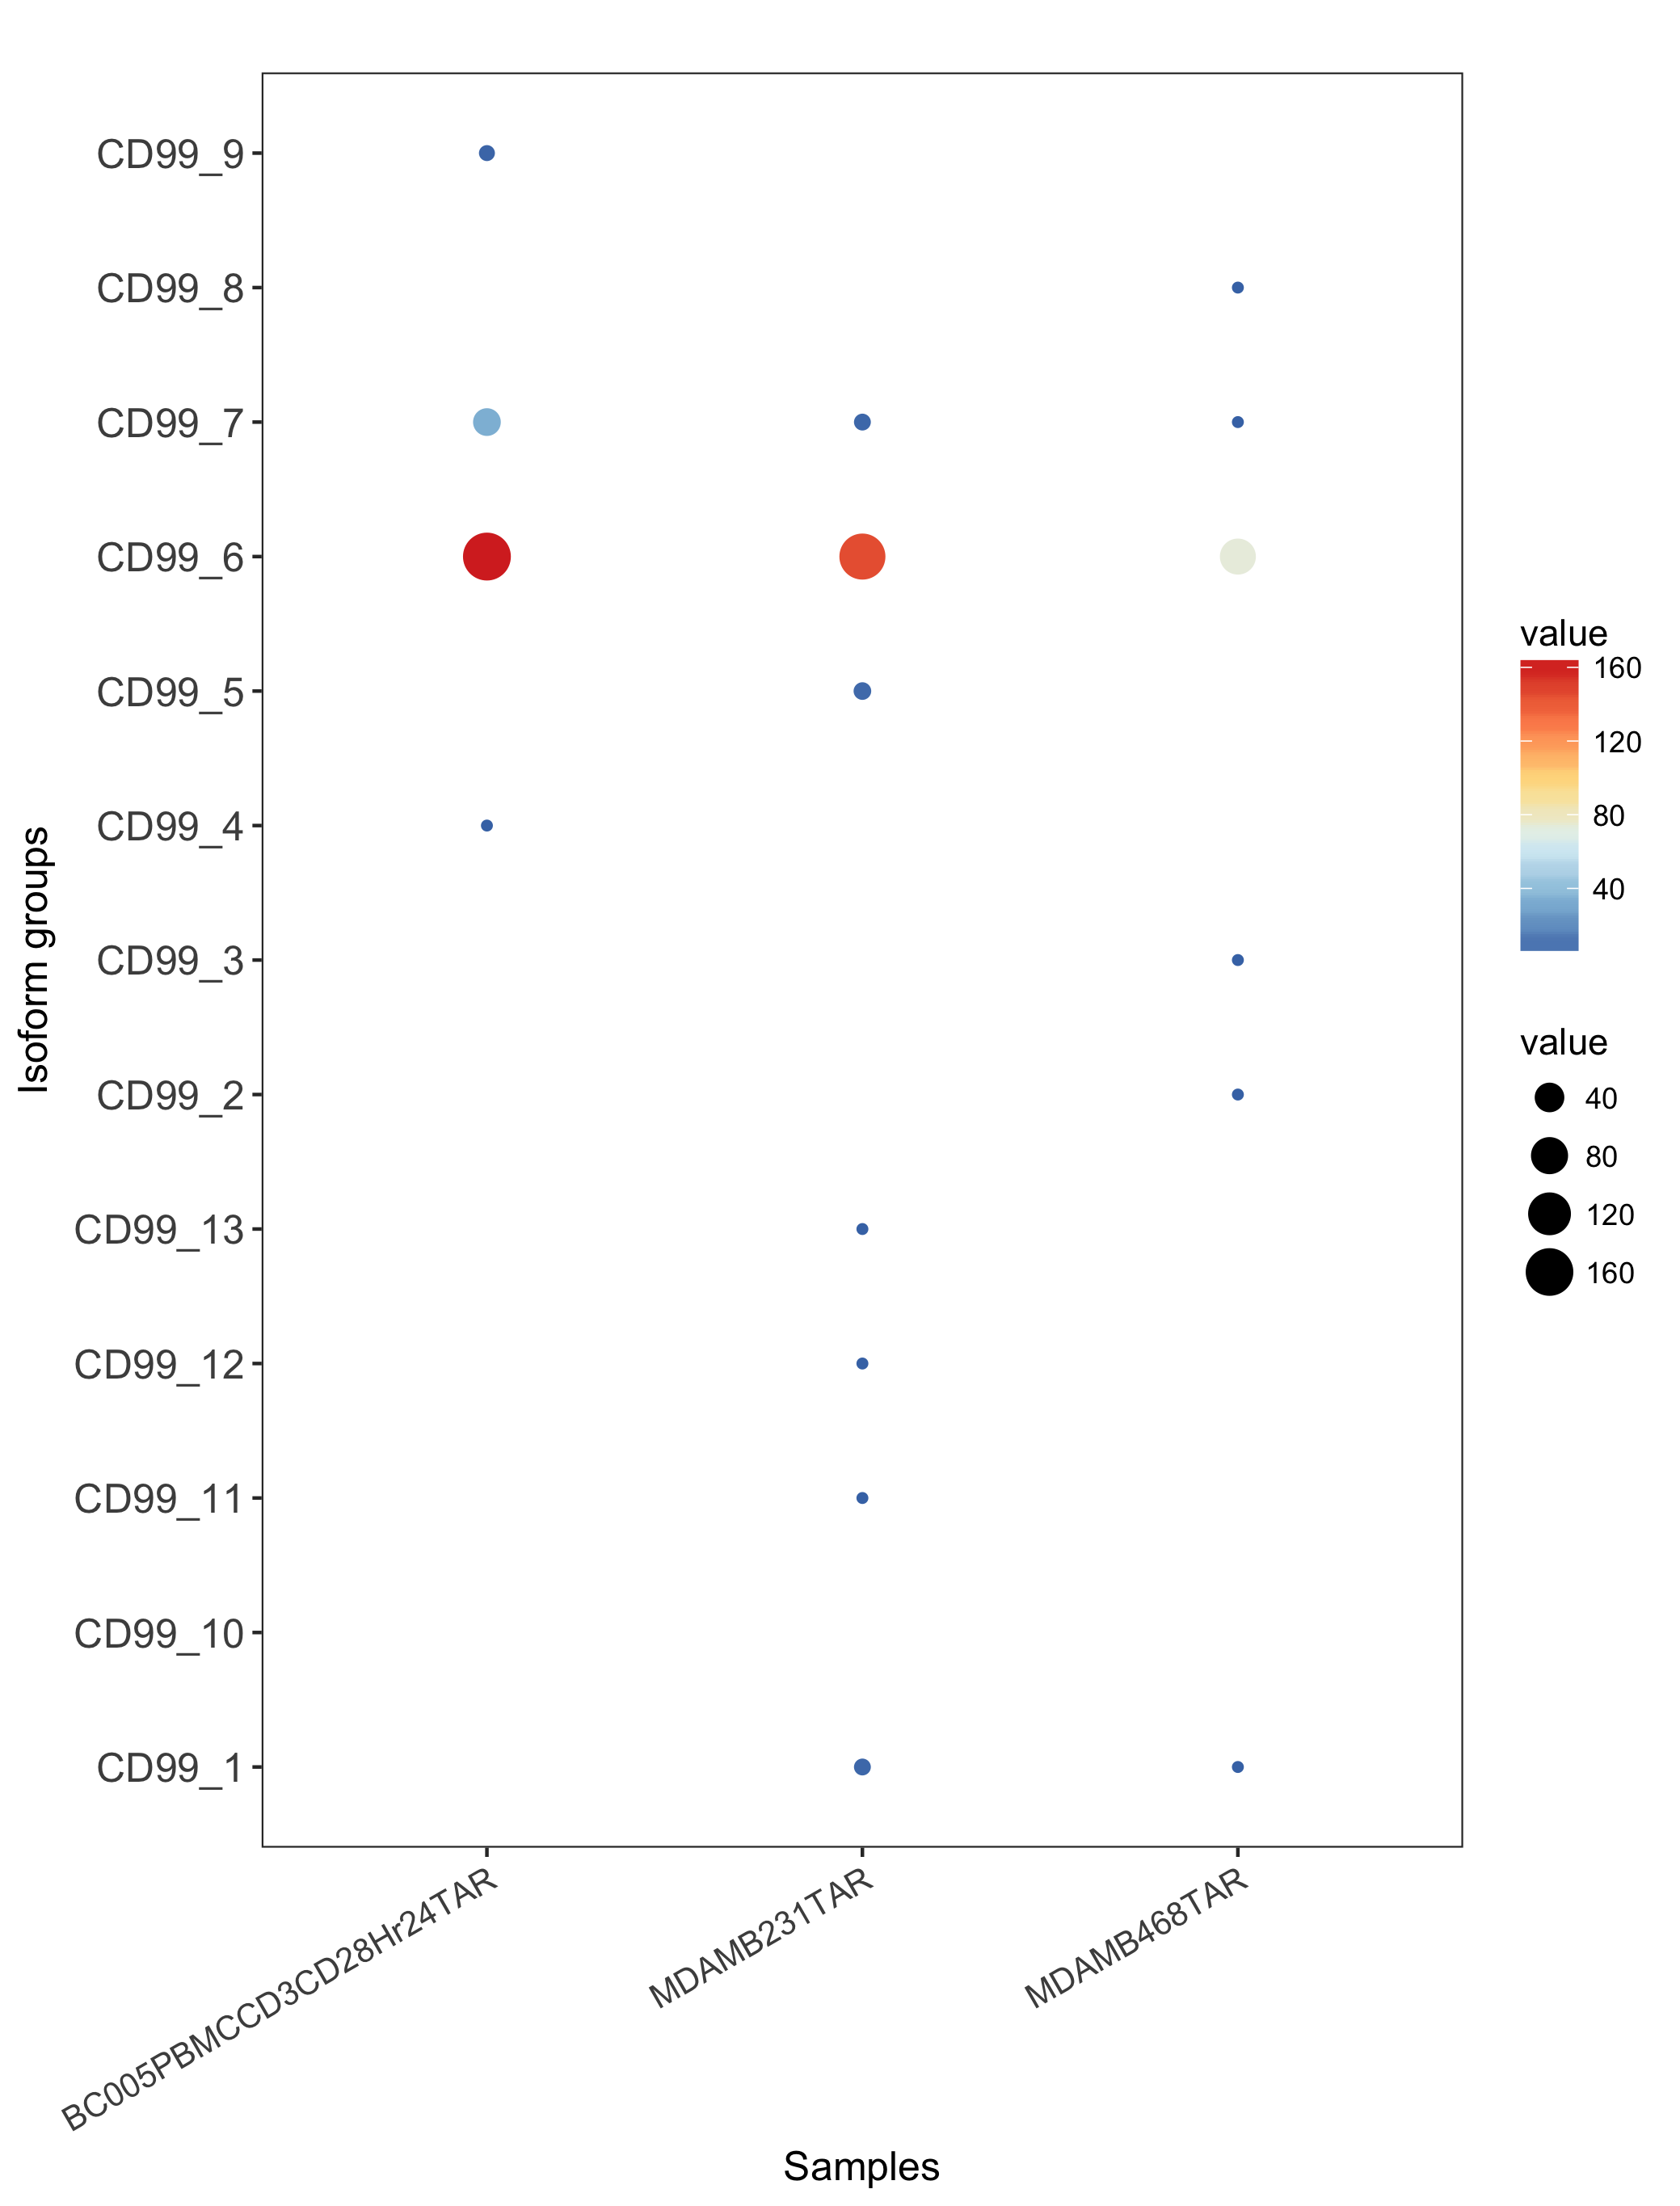 CD99_9
CD99_8
CD99_7
CD99_6
CD99_5
CD99_4
CD99_3
CD99_2
CD99_13
CD99_12
CD99_11
CD99_10
CD99_1
Isoform groups
BC005PBMCCD3CD28Hr24TAR
MDAMB231TAR
MDAMB468TAR
Samples
value
160
120
80
40
value
40
80
120
160